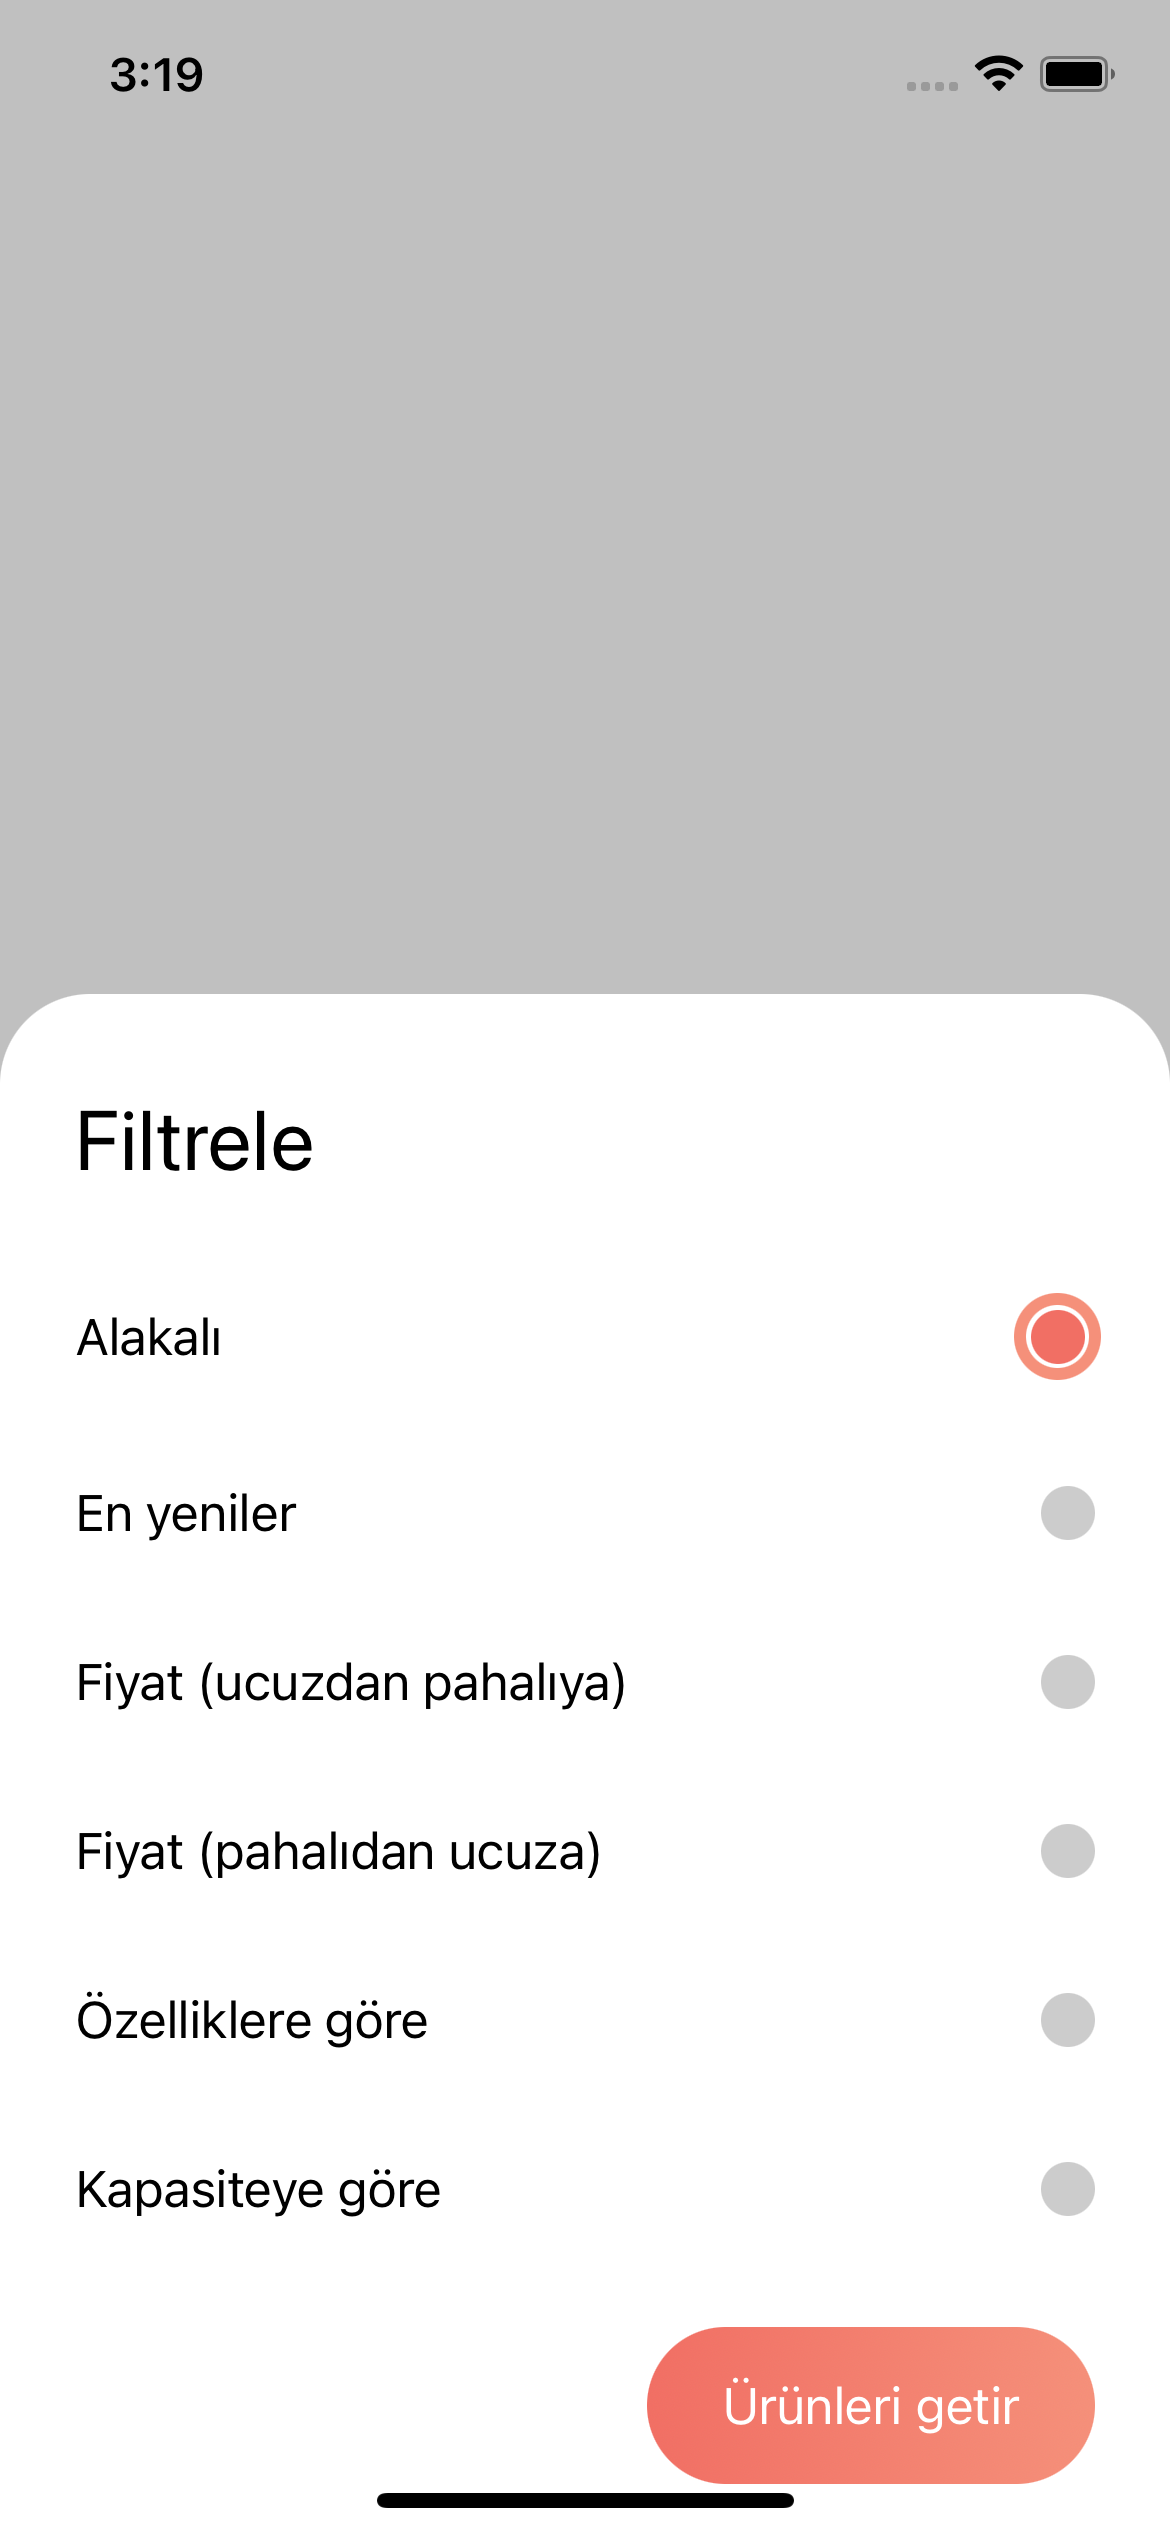 3:19
Filtrele
Alakalı
En yeniler
Fiyat (ucuzdan pahalıya)
Fiyat (pahalıdan ucuza)
Özelliklere göre
Kapasiteye göre
Ürünleri getir